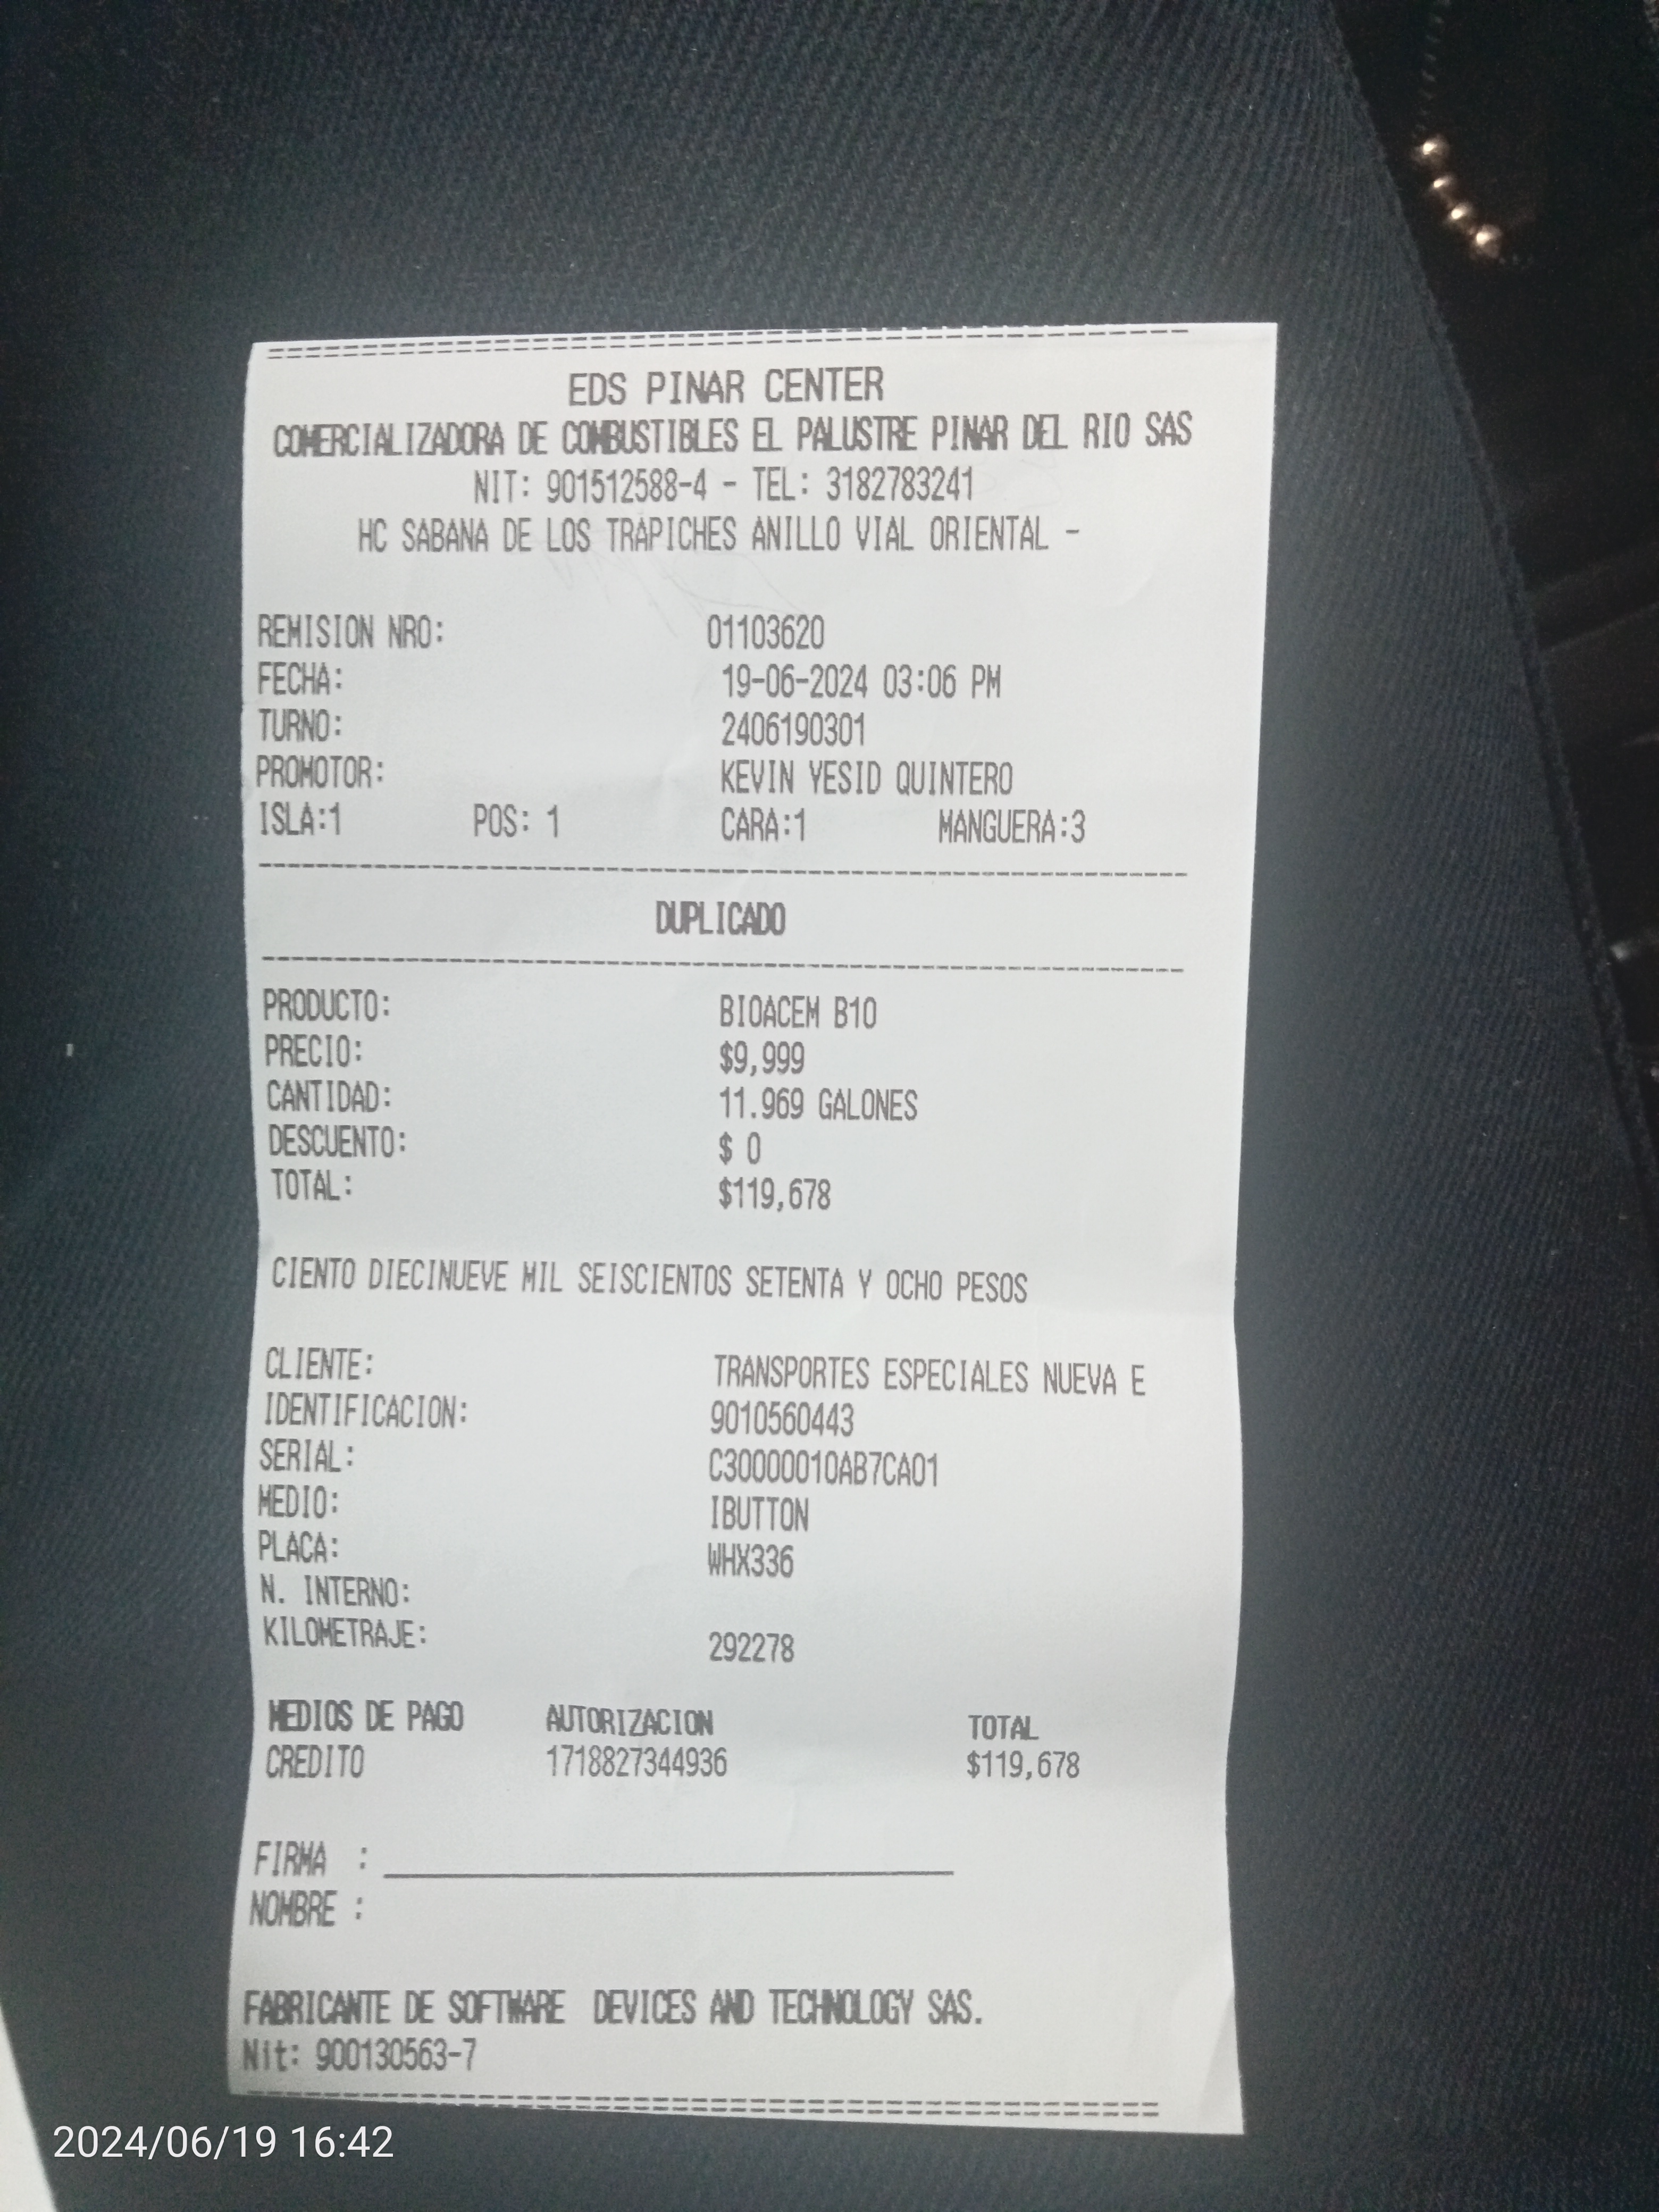 EDS PINAR CENTER
COMERCIALIZADORA DE COMBUSTIBLES EL PALUSTRE PINAR DEL RIO SAS
NIT: 901512588-4 - TEL: 3182783241
HC SABANA DE LOS TRAPICHES ANILLO VIAL ORIENTAL -
REMISION NRO: 01103620
FECHA: 19-06-2024 03:06 PM
TURNO: 2406190301
PROMOTOR: KEVIN YESID QUINTERO
ISLA:1 POS: 1 CARA:1 MANGUERA:3
DUPLICADO
PRODUCTO: BIOACEM B10
PRECIO: $9,999
CANTIDAD: 11.969 GALONES
DESCUENTO: $ 0
TOTAL: $119,678
CIENTO DIECINUEVE MIL SEISCIENTOS SETENTA Y OCHO PESOS
CLIENTE: TRANSPORTES ESPECIALES NUEVA E
IDENTIFICACION: 9010560443
SERIAL: C30000010AB7CA01
MEDIO: IBUTTON
PLACA: WHX336
N. INTERNO:
KILOMETRAJE: 292278
MEDIOS DE PAGO AUTORIZACION TOTAL
CREDITO 1718827344936 $119,678
FIRMA :
NOMBRE :
FABRICANTE DE SOFTWARE DEVICES AND TECHNOLOGY SAS.
Nit: 900130563-7
2024/06/19 16:42